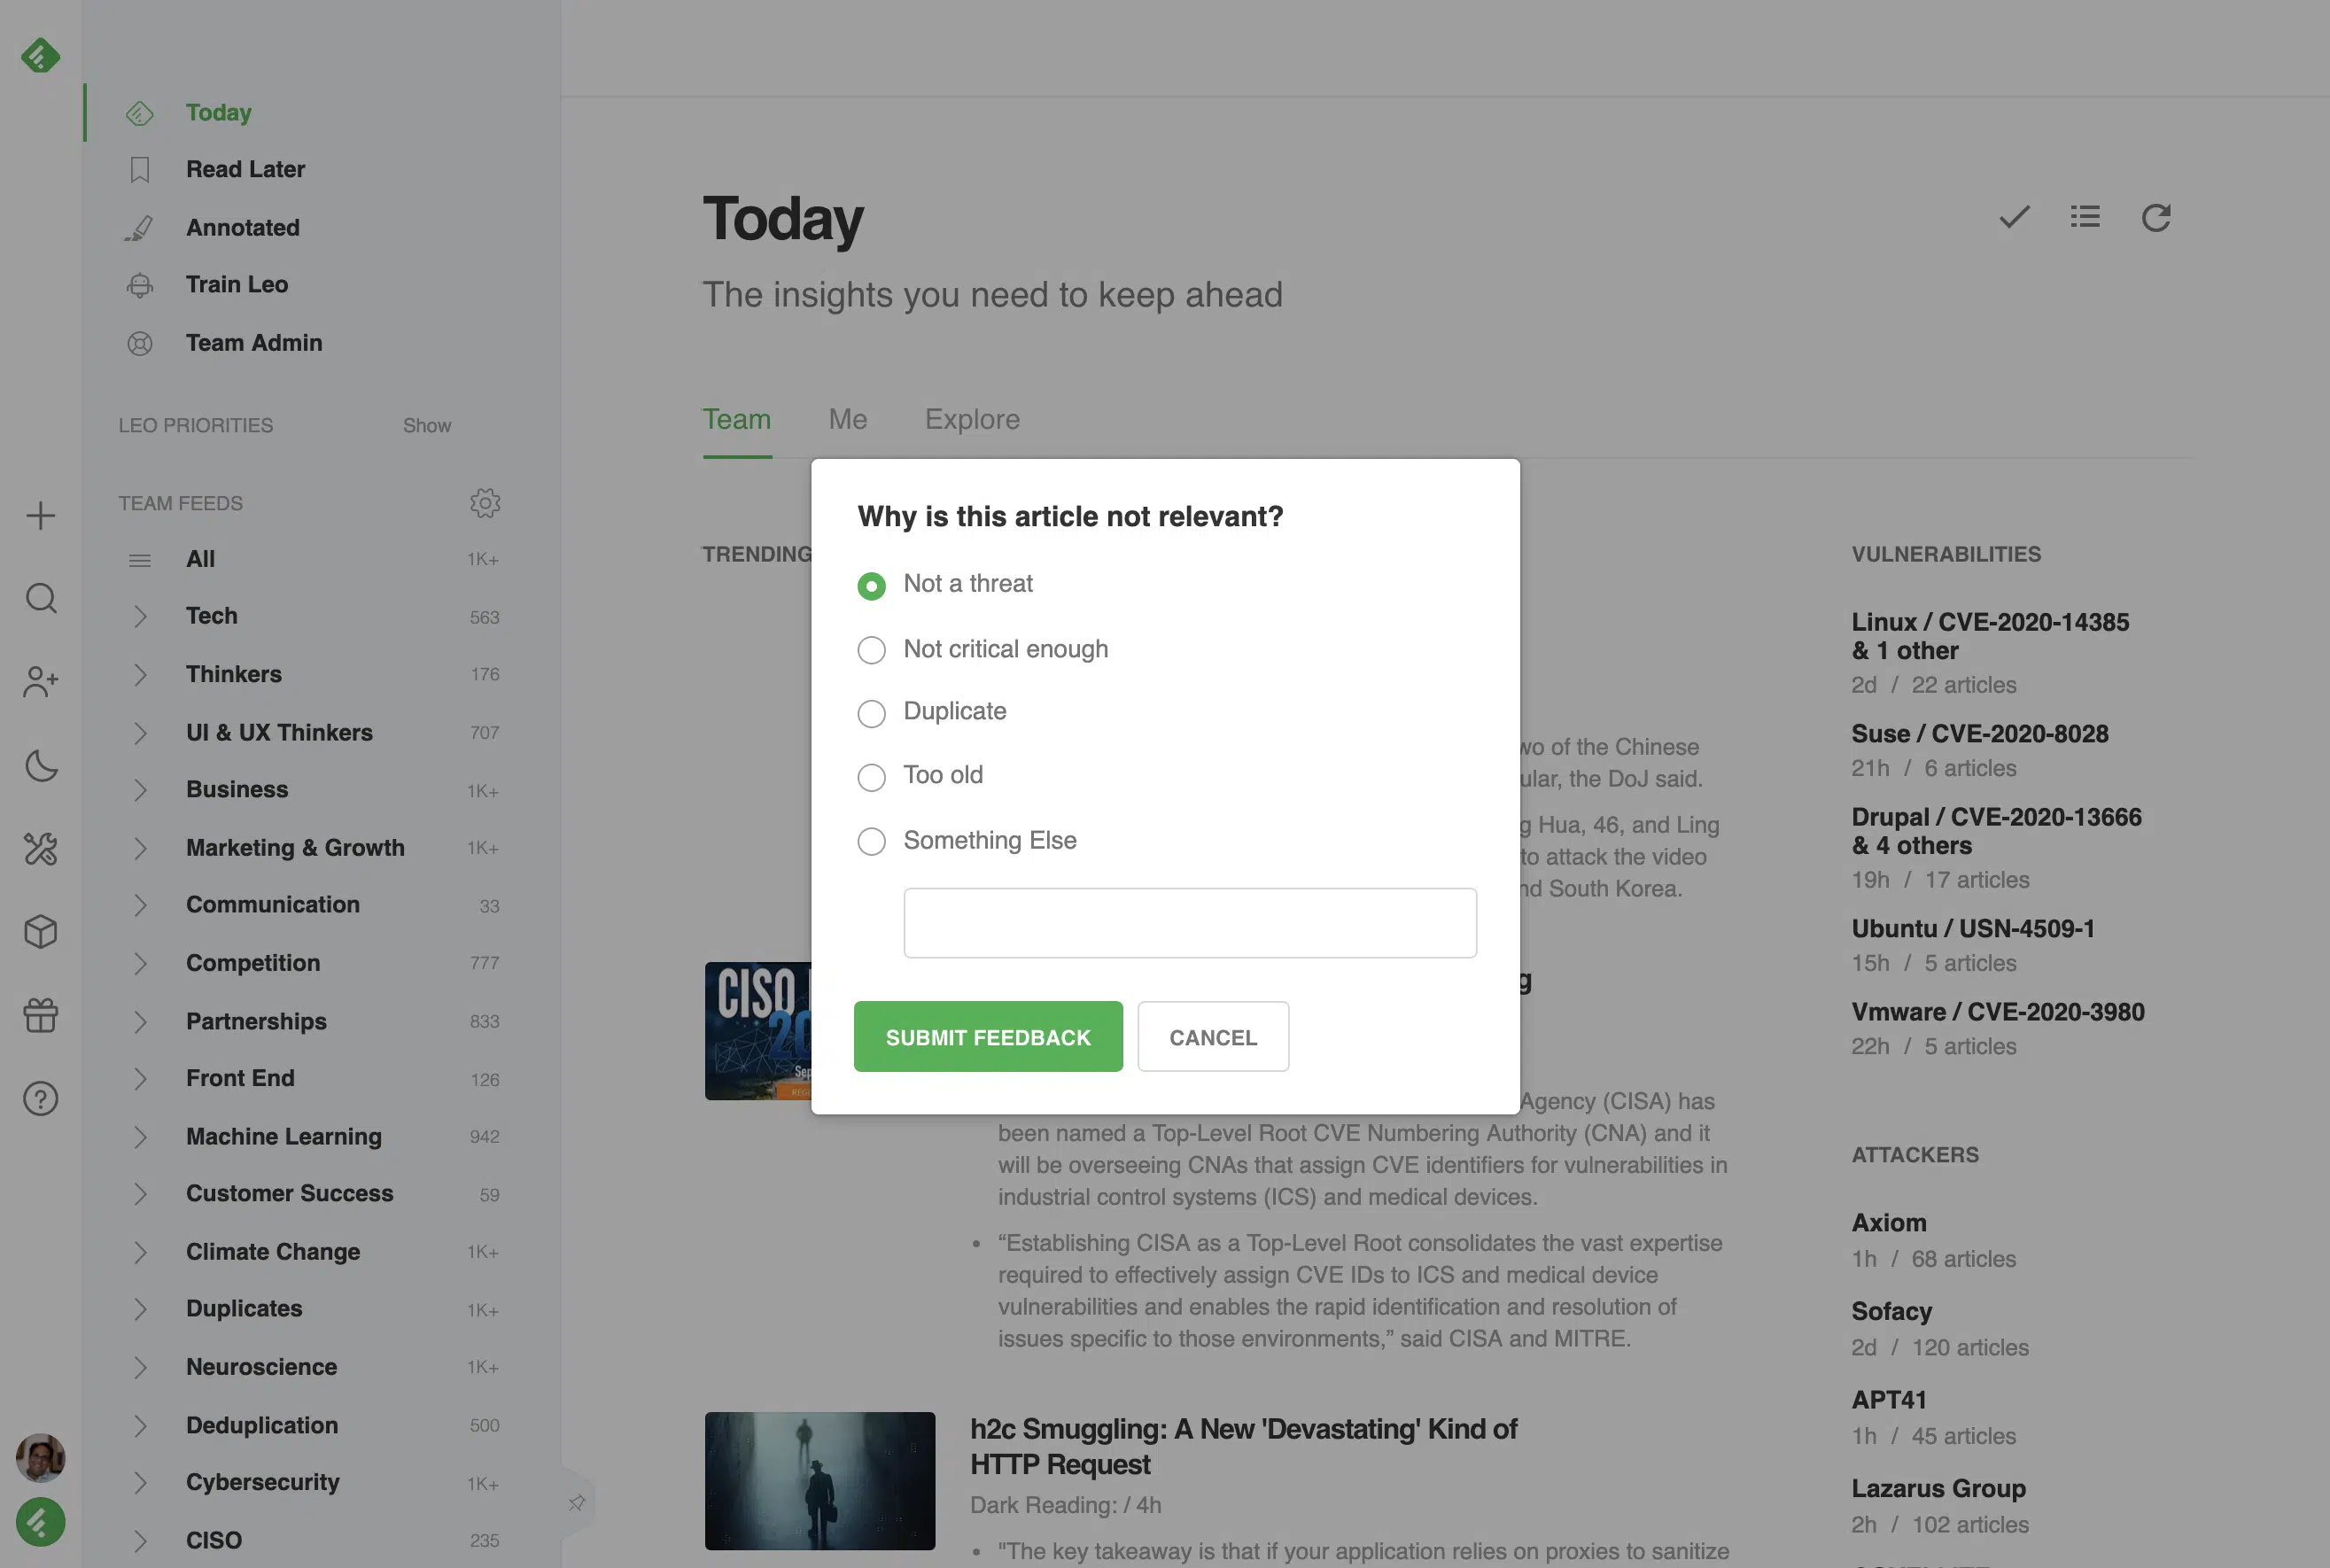 Today
Read Later
Annotated
Train Leo
Team Admin
LEO PRIORITIES Show
TEAM FEEDS
All 1K+
Tech 563
Thinkers 176
UI & UX Thinkers 707
Business 1K+
Marketing & Growth 1K+
Communication 33
Competition 777
Partnerships 833
Front End 126
Machine Learning 942
Customer Success 59
Climate Change 1K+
Duplicates 1K+
Neuroscience 1K+
Deduplication 500
Cybersecurity 1K+
CISO 235
Today
The insights you need to keep ahead
Team Me Explore
TRENDING
Why is this article not relevant?
Not a threat
Not critical enough
Duplicate
Too old
Something Else
SUBMIT FEEDBACK CANCEL
of the Chinese
the DoJ said.
Hua, 46, and Ling
to attack the video
South Korea.
CISO
20
Sep
Agency (CISA) has
been named a Top-Level Root CVE Numbering Authority (CNA) and it
will be overseeing CNAs that assign CVE identifiers for vulnerabilities in
industrial control systems (ICS) and medical devices.
• “Establishing CISA as a Top-Level Root consolidates the vast expertise
required to effectively assign CVE IDs to ICS and medical device
vulnerabilities and enables the rapid identification and resolution of
issues specific to those environments,” said CISA and MITRE.
h2c Smuggling: A New 'Devastating' Kind of
HTTP Request
Dark Reading: / 4h
• "The key takeaway is that if your application relies on proxies to sanitize
VULNERABILITIES
Linux / CVE-2020-14385
& 1 other
2d / 22 articles
Suse / CVE-2020-8028
21h / 6 articles
Drupal / CVE-2020-13666
& 4 others
19h / 17 articles
Ubuntu / USN-4509-1
15h / 5 articles
Vmware / CVE-2020-3980
22h / 5 articles
ATTACKERS
Axiom
1h / 68 articles
Sofacy
2d / 120 articles
APT41
1h / 45 articles
Lazarus Group
2h / 102 articles